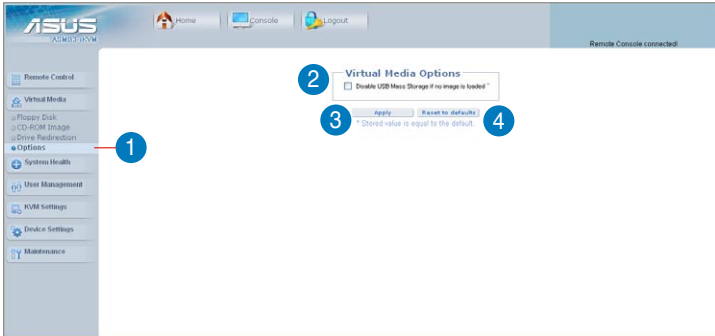 ASUS
ASMB3-iKVM
Home
Console
Logout
Remote Console connected!
Remote Control
Virtual Media
Floppy Disk
CD-ROM Image
Drive Redirection
Options
System Health
User Management
KVM Settings
Device Settings
Maintenance
1
2
Virtual Media Options
Disable USB Mass Storage if no image is loaded *
3
Apply
Reset to defaults
4
* Stored value is equal to the default.